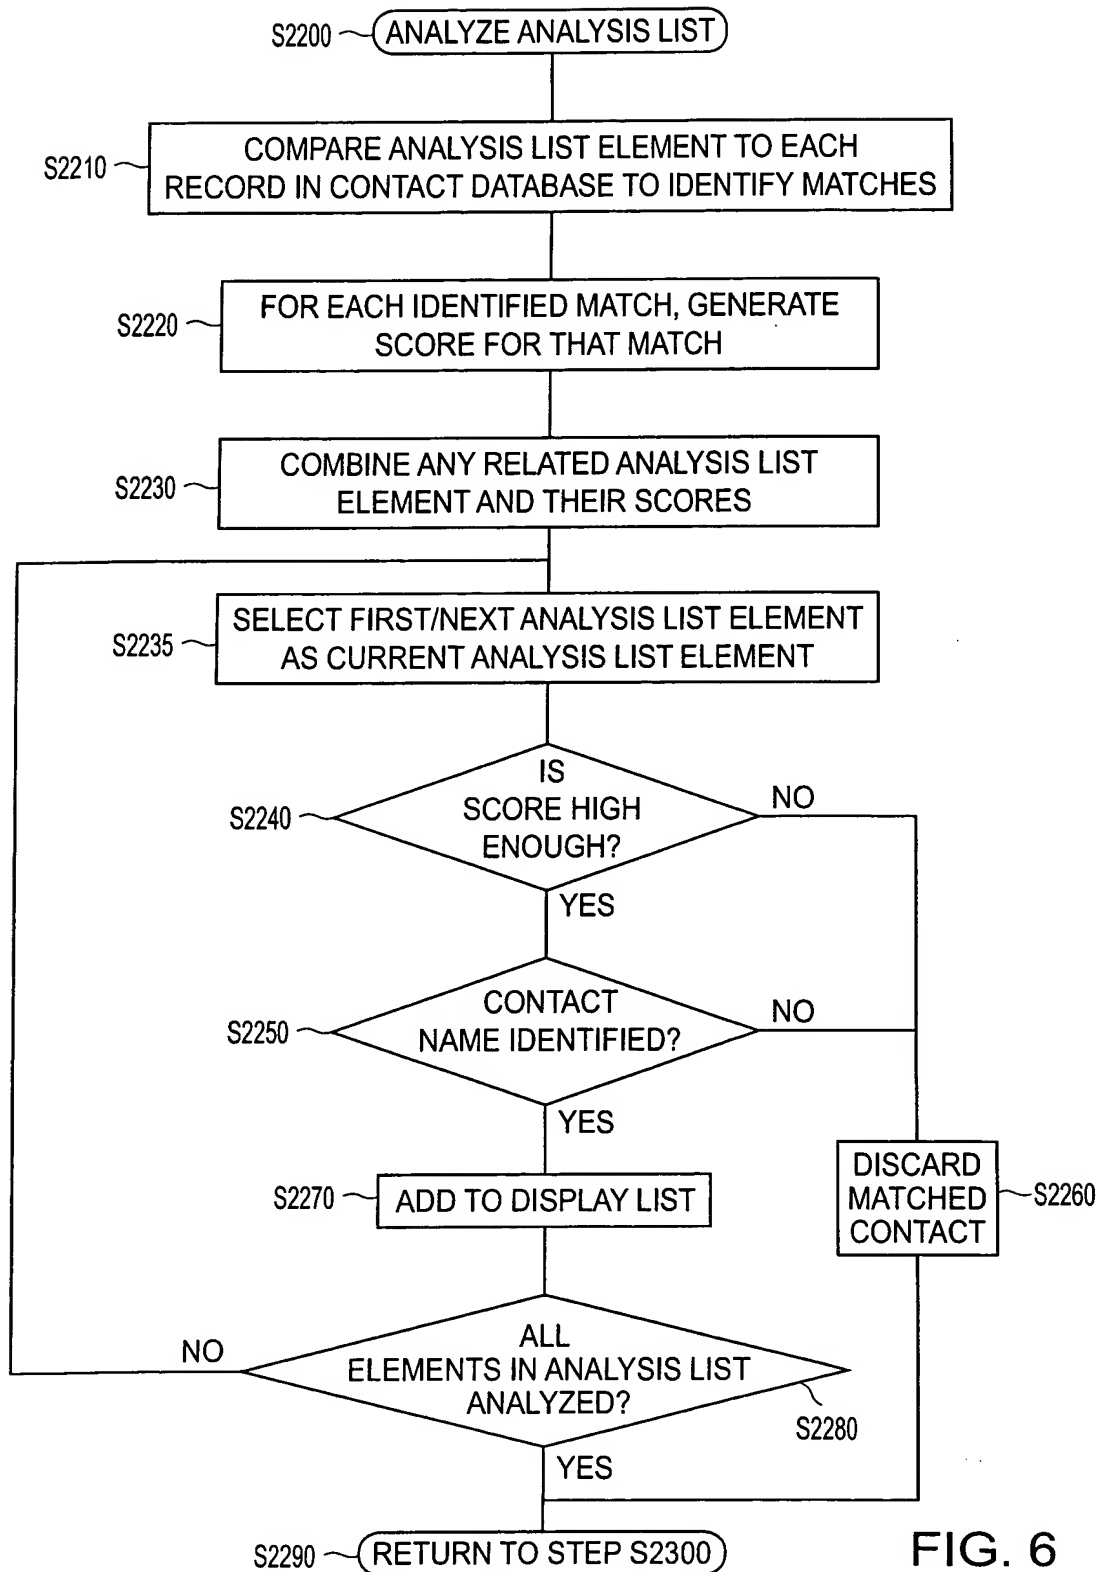 S2200
ANALYZE ANALYSIS LIST
S2210
COMPARE ANALYSIS LIST ELEMENT TO EACH
RECORD IN CONTACT DATABASE TO IDENTIFY MATCHES
S2220
FOR EACH IDENTIFIED MATCH, GENERATE
SCORE FOR THAT MATCH
S2230
COMBINE ANY RELATED ANALYSIS LIST
ELEMENT AND THEIR SCORES
S2235
SELECT FIRST/NEXT ANALYSIS LIST ELEMENT
AS CURRENT ANALYSIS LIST ELEMENT
S2240
IS
SCORE HIGH
ENOUGH?
NO
YES
S2250
CONTACT
NAME IDENTIFIED?
NO
YES
S2270
ADD TO DISPLAY LIST
DISCARD
MATCHED
CONTACT
S2260
NO
ALL
ELEMENTS IN ANALYSIS LIST
ANALYZED?
S2280
YES
S2290
RETURN TO STEP S2300
FIG. 6